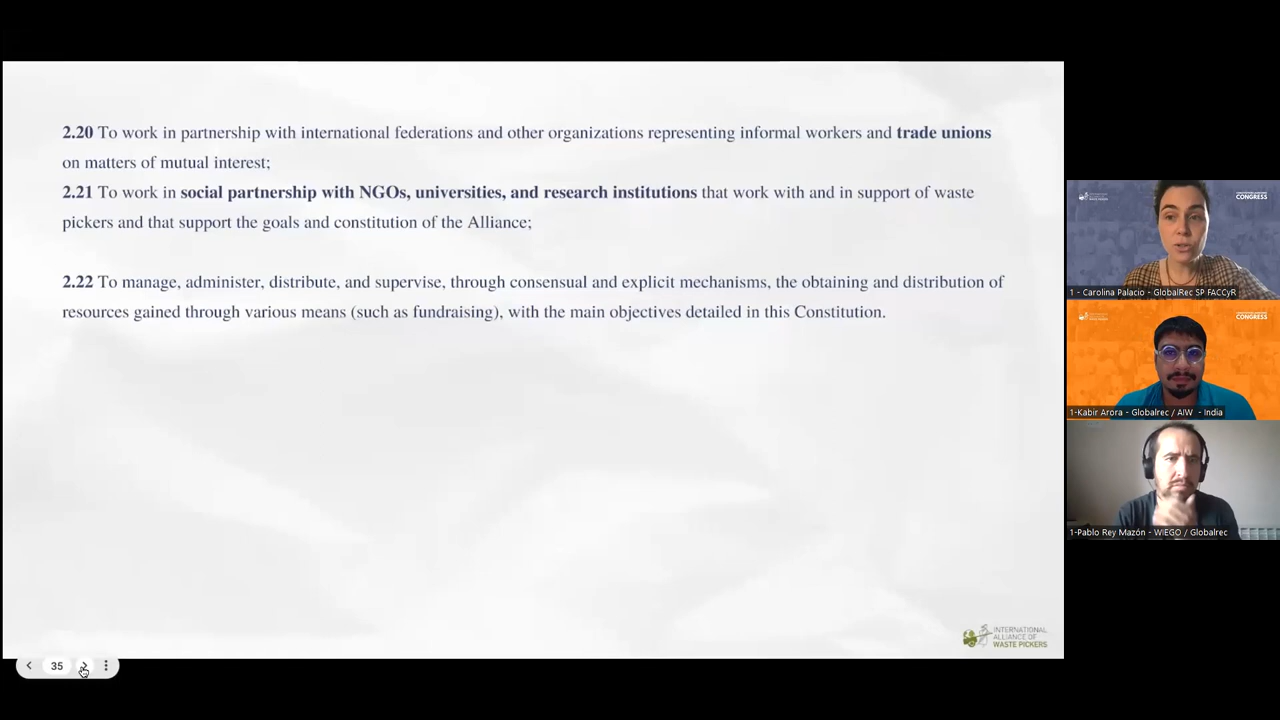 2.20 To work in partnership with international federations and other organizations representing informal workers and trade unions
on matters of mutual interest;
2.21 To work in social partnership with NGOs, universities, and research institutions that work with and in support of waste
pickers and that support the goals and constitution of the Alliance;
2.22 To manage, administer, distribute, and supervise, through consensual and explicit mechanisms, the obtaining and distribution of
resources gained through various means (such as fundraising), with the main objectives detailed in this Constitution.
INTERNATIONAL
ALLIANCE OF
WASTE PICKERS
35
CONGRESS
1 - Carolina Palacio - GlobalRec SP FACCyR
CONGRESS
1-Kabir Arora - Globalrec / AIW - India
1-Pablo Rey Mazón - WIEGO / Globalrec